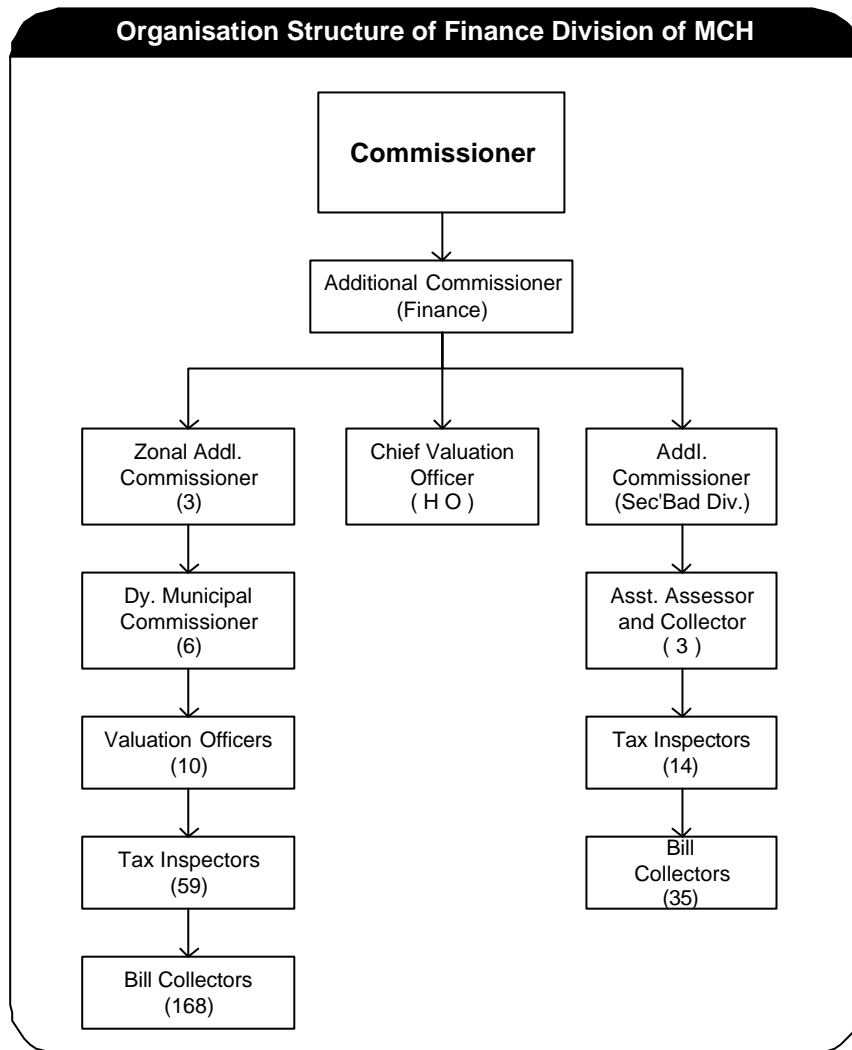 Organisation Structure of Finance Division of MCH
Commissioner
Additional Commissioner
(Finance)
Zonal Addl.
Commissioner
(3)
Chief Valuation
Officer
( H O )
Addl.
Commissioner
(Sec'Bad Div.)
Dy. Municipal
Commissioner
(6)
Asst. Assessor
and Collector
( 3 )
Valuation Officers
(10)
Tax Inspectors
(14)
Tax Inspectors
(59)
Bill
Collectors
(35)
Bill Collectors
(168)